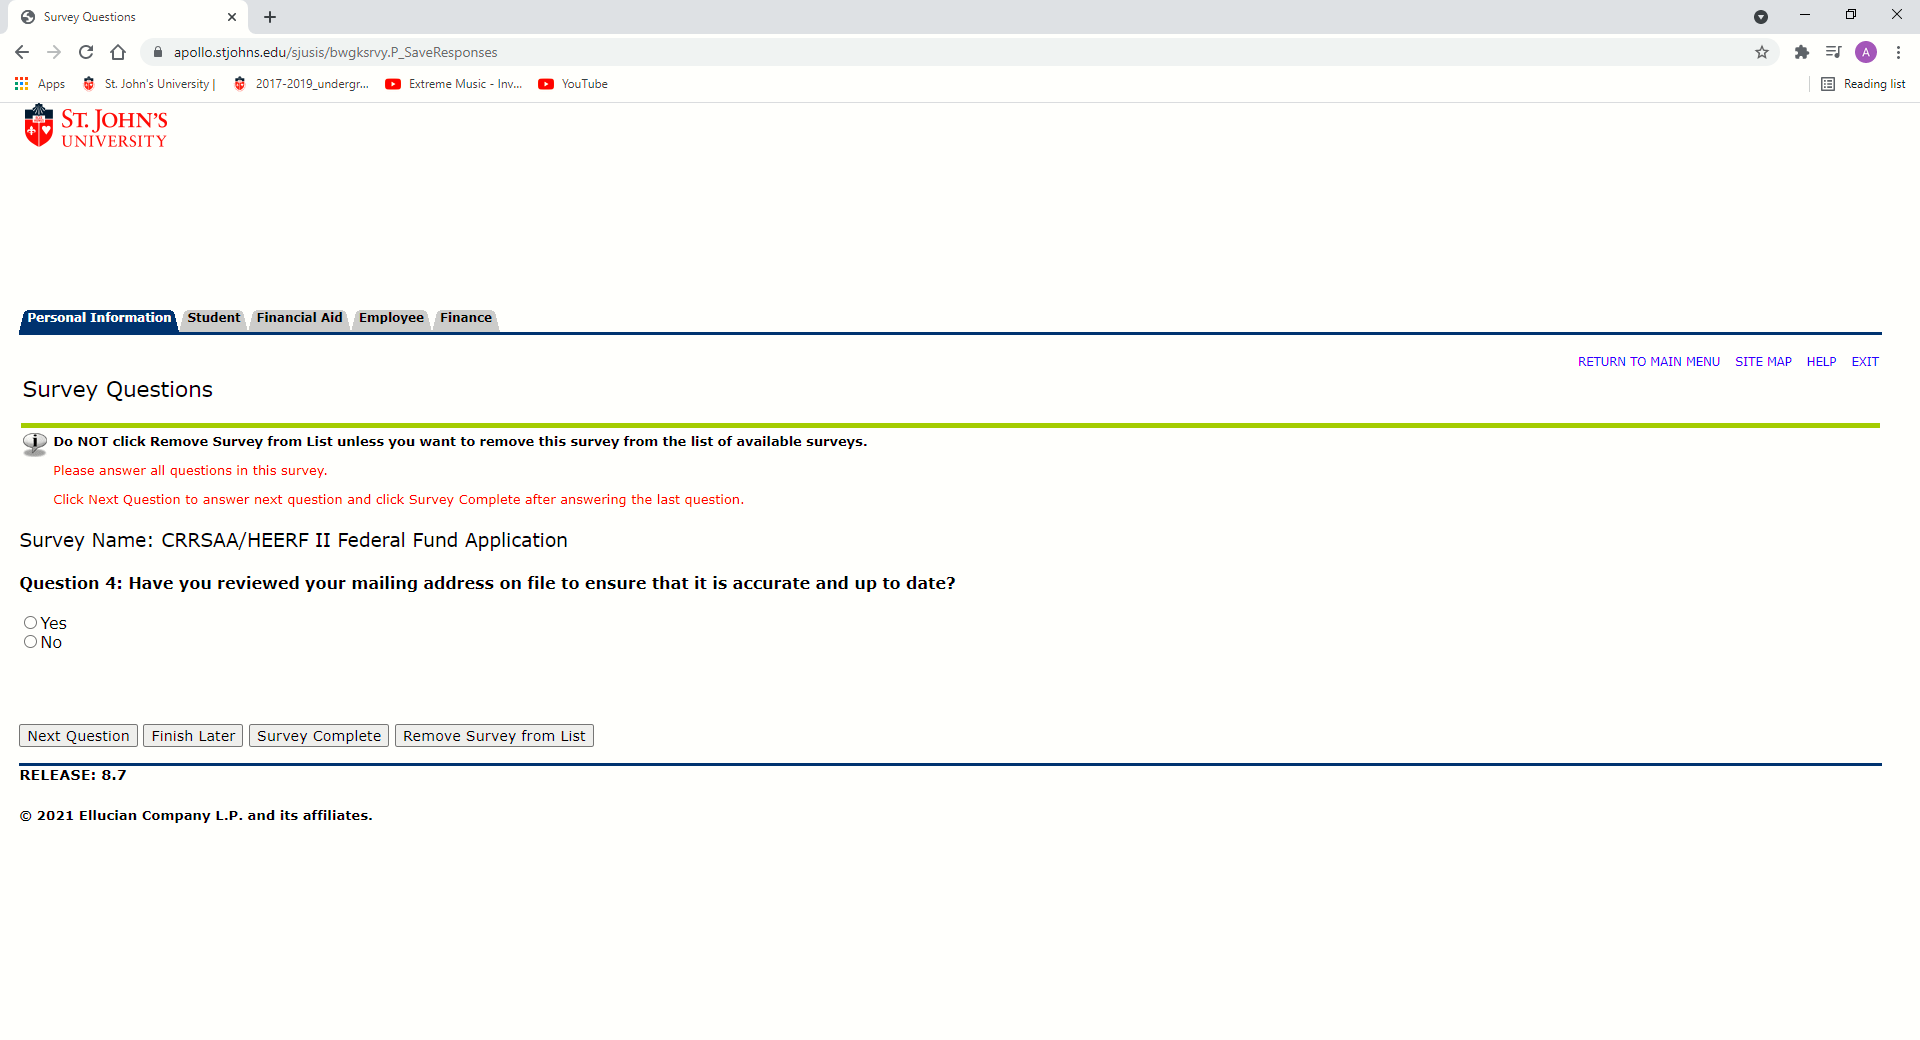 Survey Questions
apollo.stjohns.edu/sjusis/bwgksrvy.P_SaveResponses
A
Apps St. John's University | 2017-2019_undergr... Extreme Music - Inv... YouTube Reading list
ST. JOHN'S
UNIVERSITY
Personal Information Student Financial Aid Employee Finance
RETURN TO MAIN MENU SITE MAP HELP EXIT
Survey Questions
Do NOT click Remove Survey from List unless you want to remove this survey from the list of available surveys.
Please answer all questions in this survey.
Click Next Question to answer next question and click Survey Complete after answering the last question.
Survey Name: CRRSAA/HEERF II Federal Fund Application
Question 4: Have you reviewed your mailing address on file to ensure that it is accurate and up to date?
Yes
No
Next Question Finish Later Survey Complete Remove Survey from List
RELEASE: 8.7
© 2021 Ellucian Company L.P. and its affiliates.